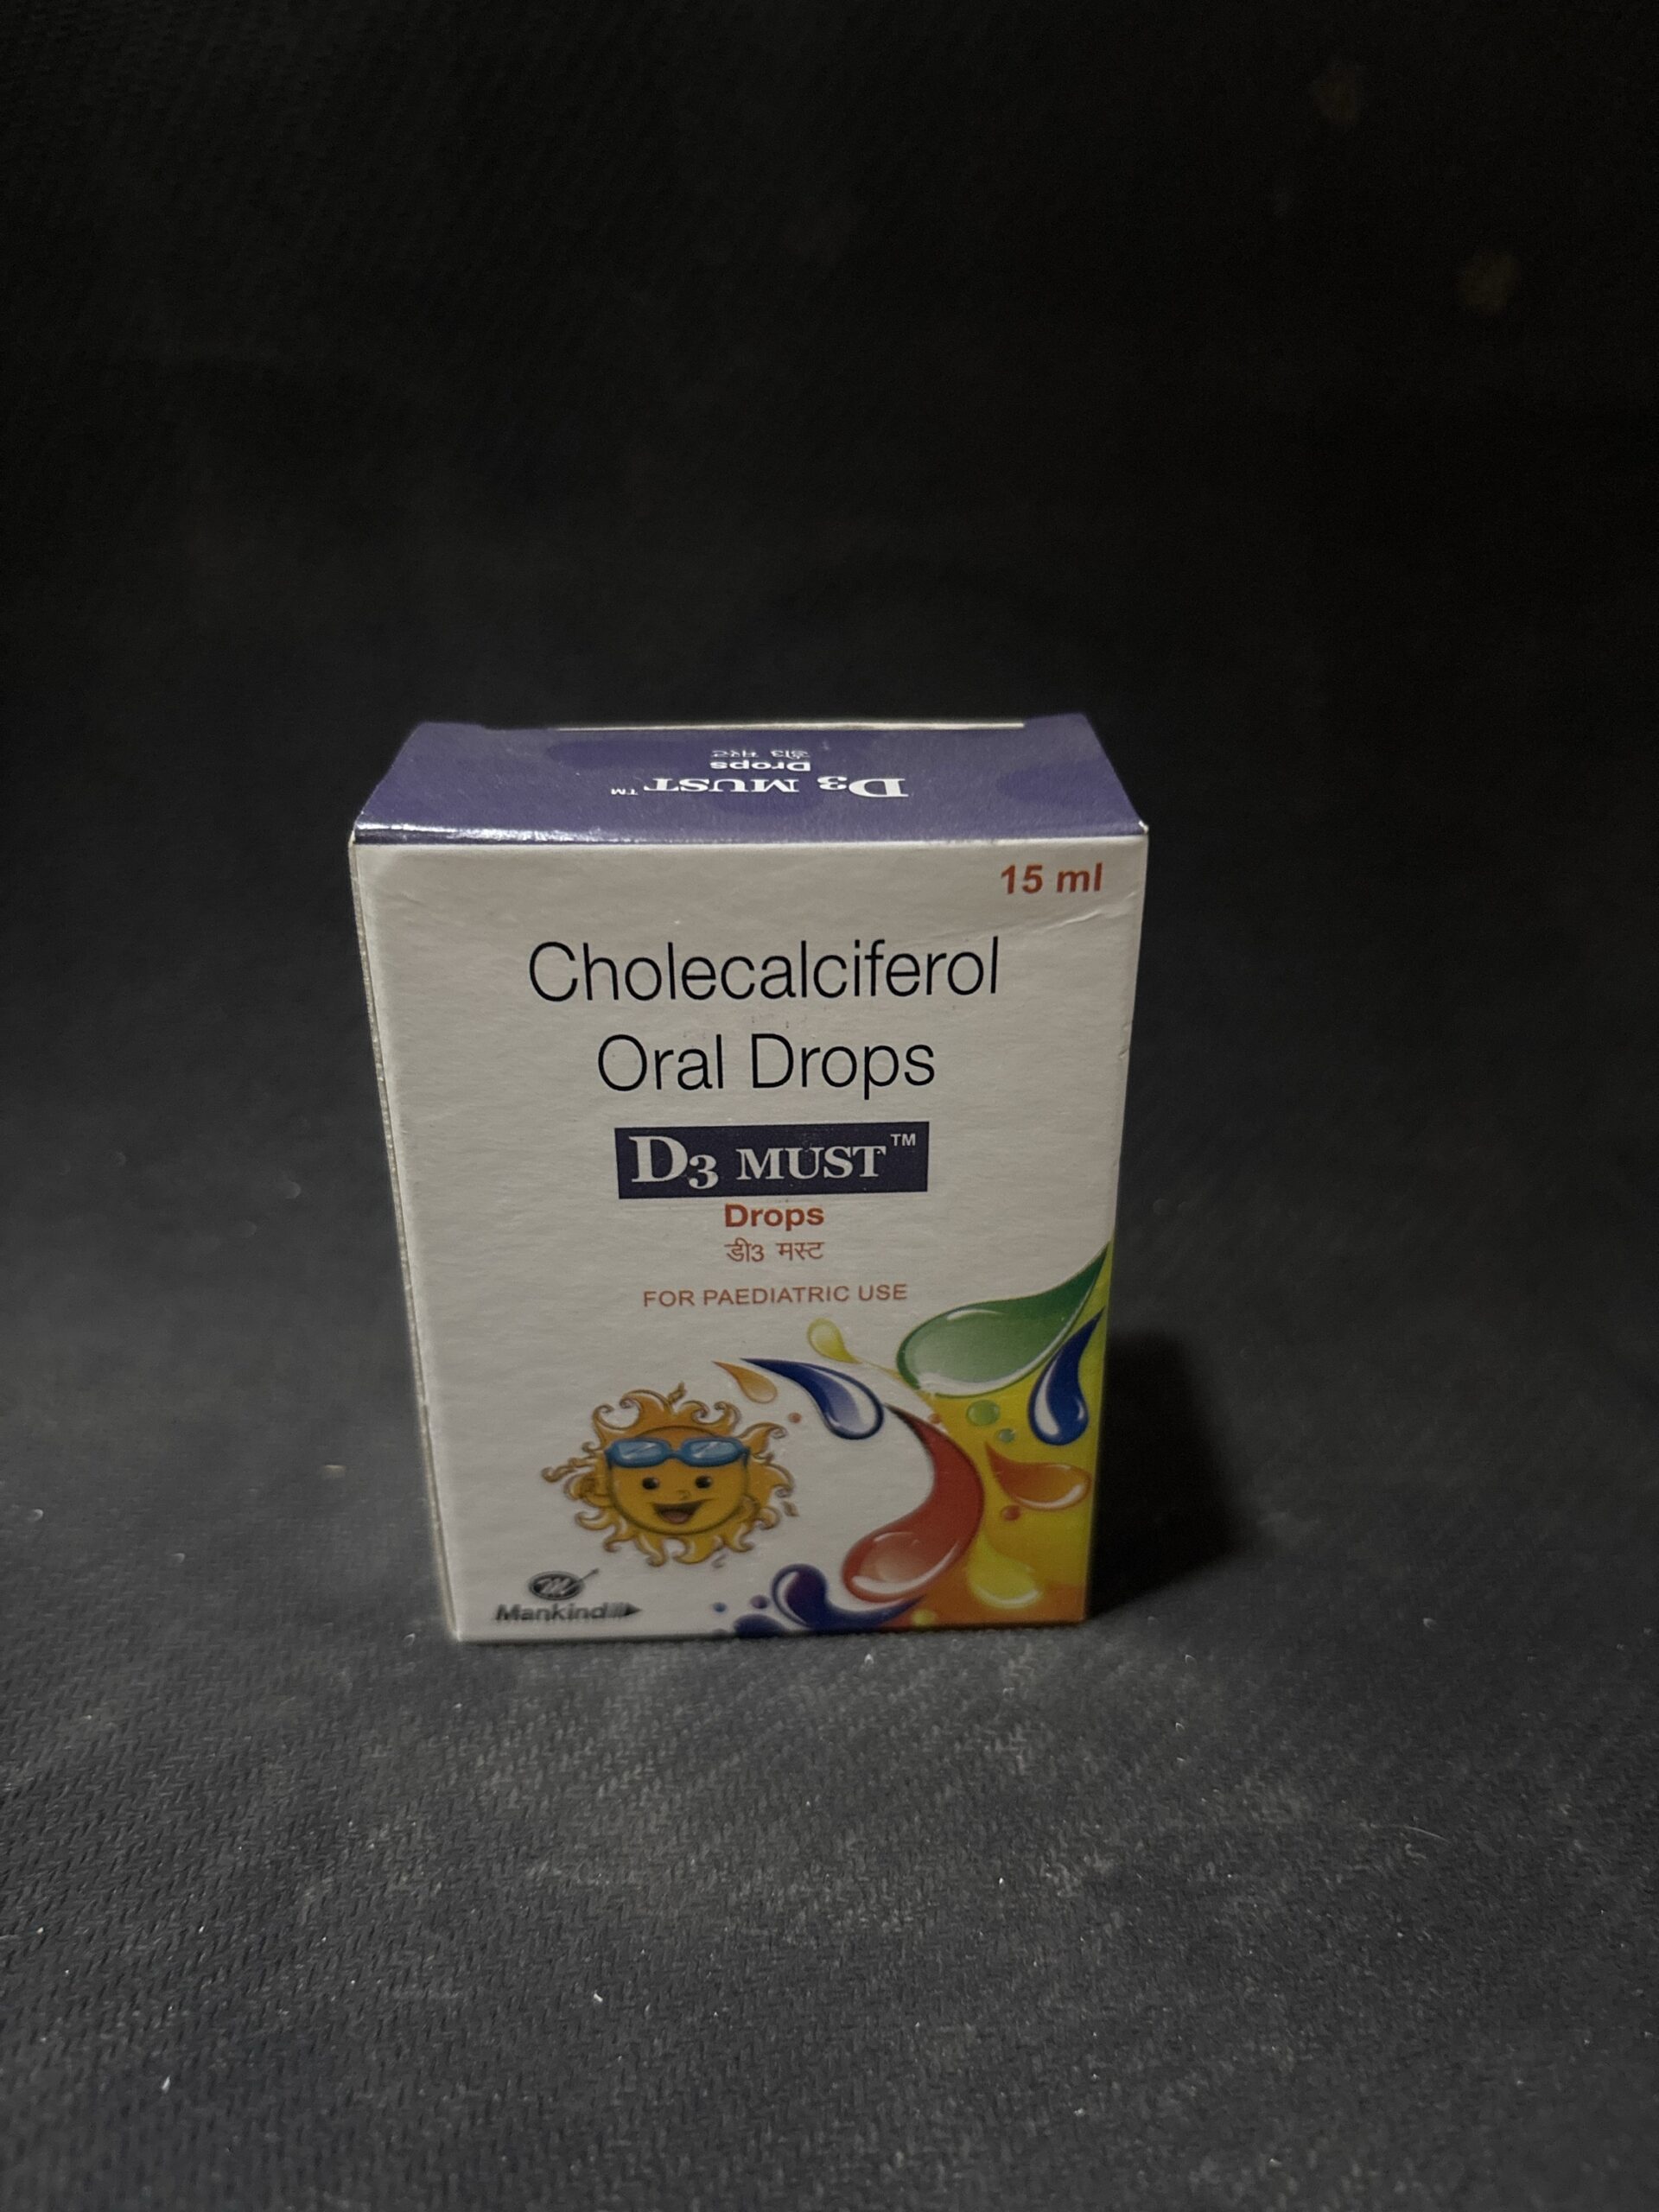 D3 MUST™
Drops
डी3 मस्ट
15 ml
Cholecalciferol
Oral Drops
D3 MUST™
Drops
डी3 मस्ट
FOR PAEDIATRIC USE
Mankind